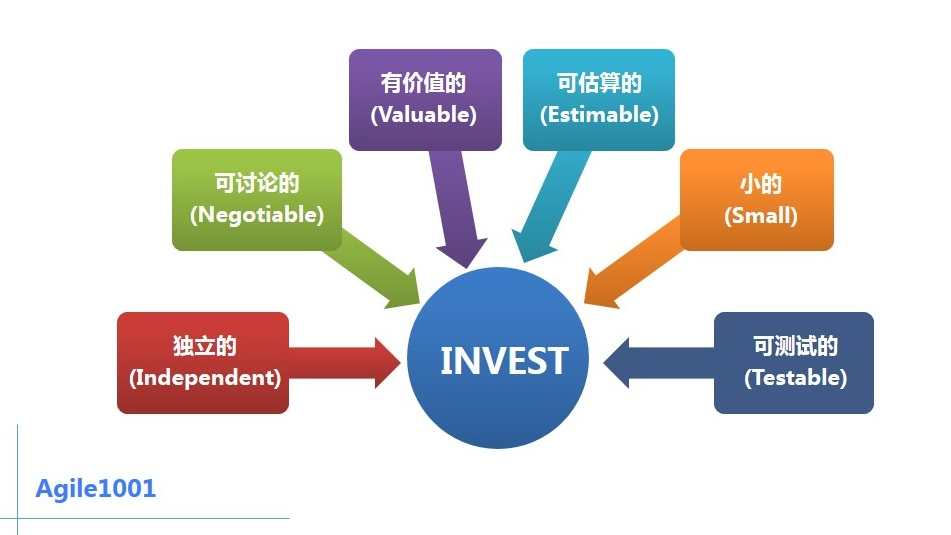 有价值的
(Valuable)
可估算的
(Estimable)
可讨论的
(Negotiable)
小的
(Small)
独立的
(Independent)
INVEST
可测试的
(Testable)
Agile1001